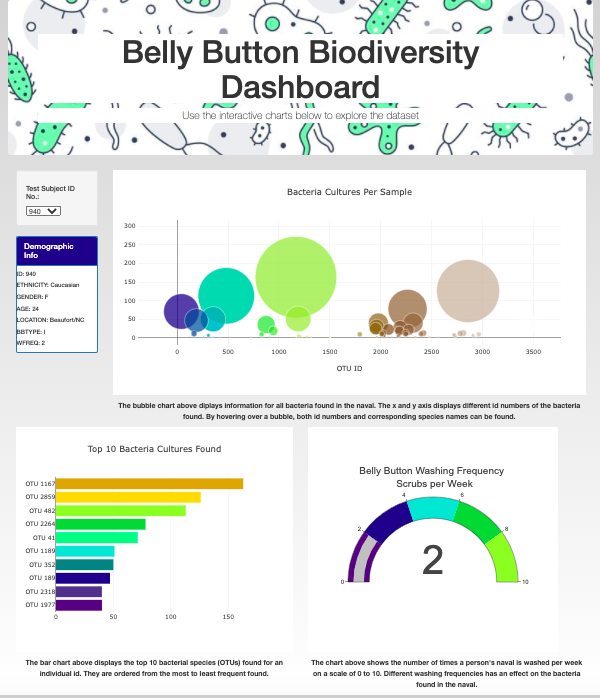 Belly Button Biodiversity
Dashboard
Use the interactive charts below to explore the dataset
Test Subject ID
No.:
940
Demographic
Info
ID: 940
ETHNICITY: Caucasian
GENDER: F
AGE: 24
LOCATION: Beaufort/NC
BBTYPE: I
WFREQ: 2
Bacteria Cultures Per Sample
300
250
200
150
100
50
0
0 500 1000 1500 2000 2500 3000 3500
OTU ID
The bubble chart above diplays information for all bacteria found in the naval. The x and y axis displays different id numbers of the bacteria
found. By hovering over a bubble, both id numbers and corresponding species names can be found.
Top 10 Bacteria Cultures Found
OTU 1167
OTU 2859
OTU 482
OTU 2264
OTU 41
OTU 1189
OTU 352
OTU 189
OTU 2318
OTU 1977
0 50 100 150
The bar chart above displays the top 10 bacterial species (OTUs) found for an
individual id. They are ordered from the most to least frequent found.
Belly Button Washing Frequency
Scrubs per Week
4 6
2 8
2
0 10
The chart above shows the number of times a person's naval is washed per week
on a scale of 0 to 10. Different washing frequencies has an effect on the bacteria
found in the naval.